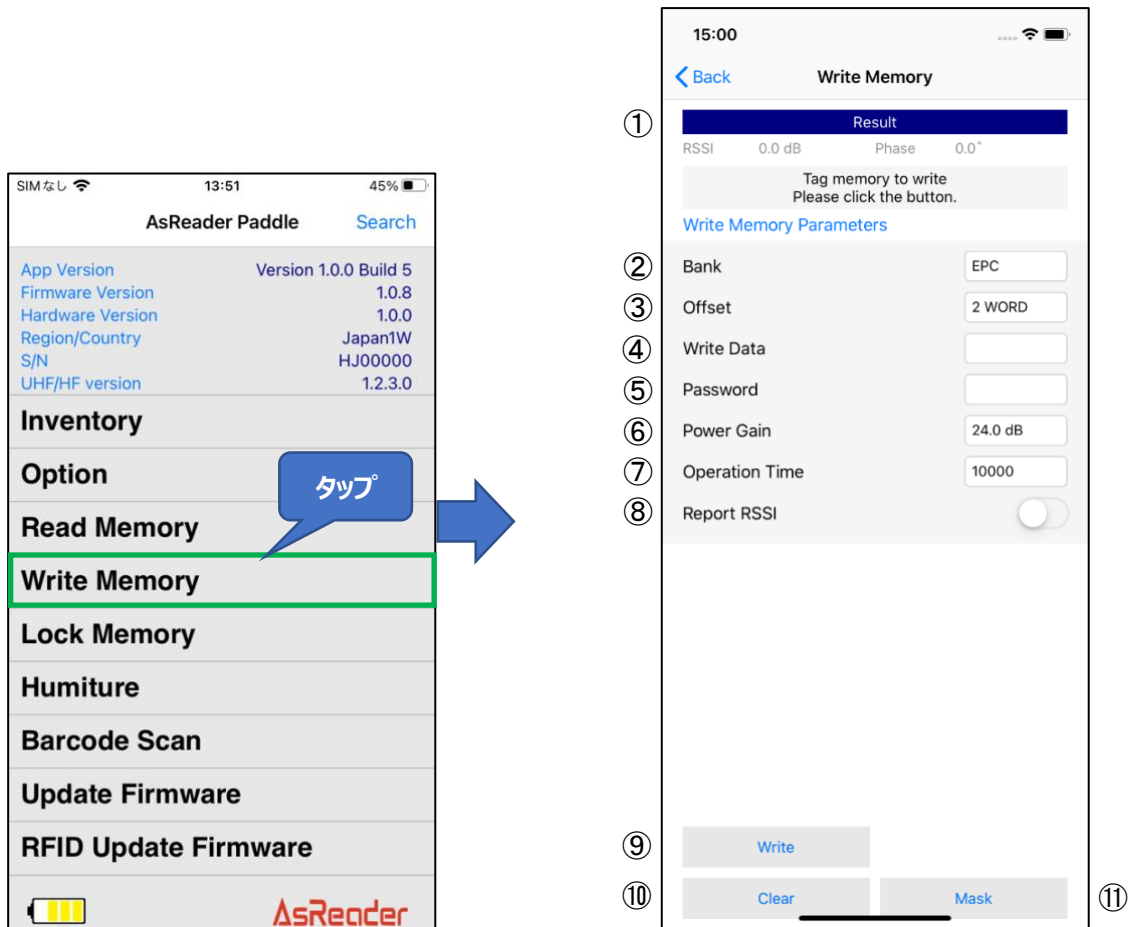 SIMなし 13:51 45%
AsReader Paddle Search
App Version Version 1.0.0 Build 5
Firmware Version 1.0.8
Hardware Version 1.0.0
Region/Country Japan1W
S/N HJ00000
UHF/HF version 1.2.3.0
Inventory
Option
Read Memory
Write Memory
Lock Memory
Humiture
Barcode Scan
Update Firmware
RFID Update Firmware
AsReader
タップ
15:00
Back Write Memory
① Result
RSSI 0.0 dB Phase 0.0°
Tag memory to write
Please click the button.
Write Memory Parameters
② Bank EPC
③ Offset 2 WORD
④ Write Data
⑤ Password
⑥ Power Gain 24.0 dB
⑦ Operation Time 10000
⑧ Report RSSI
⑨ Write
⑩ Clear Mask ⑪